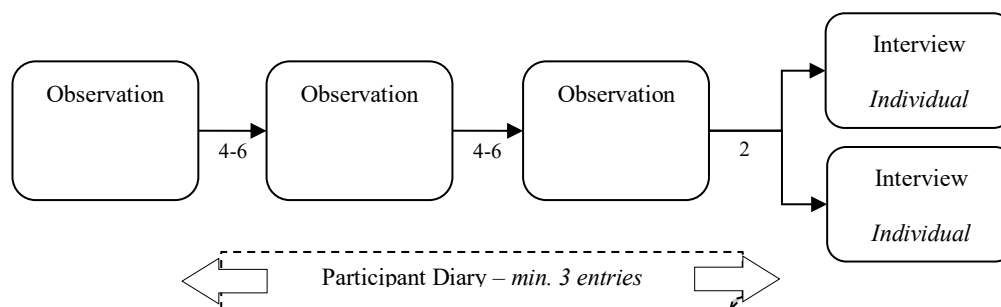 Interview
Individual
Observation
Observation
Observation
4-6
4-6
2
Interview
Individual
Participant Diary – min. 3 entries